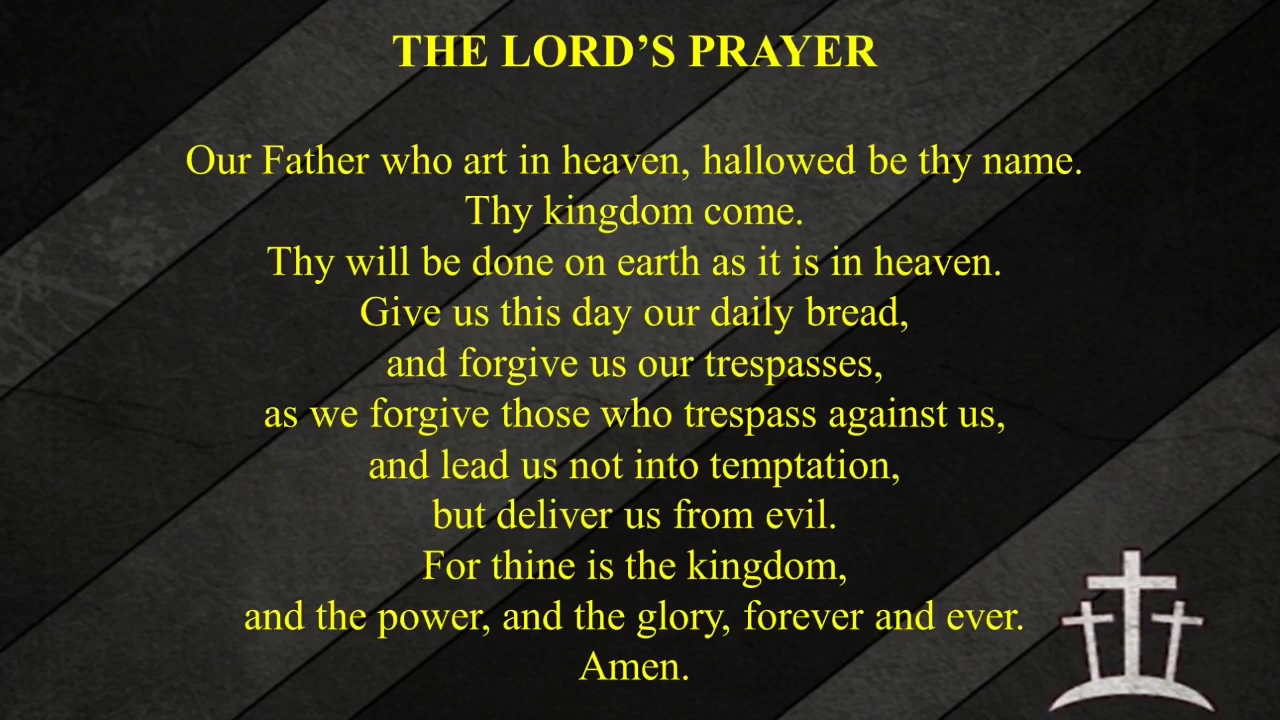 THE LORD’S PRAYER
Our Father who art in heaven, hallowed be thy name.
Thy kingdom come.
Thy will be done on earth as it is in heaven.
Give us this day our daily bread,
and forgive us our trespasses,
as we forgive those who trespass against us,
and lead us not into temptation,
but deliver us from evil.
For thine is the kingdom,
and the power, and the glory, forever and ever.
Amen.